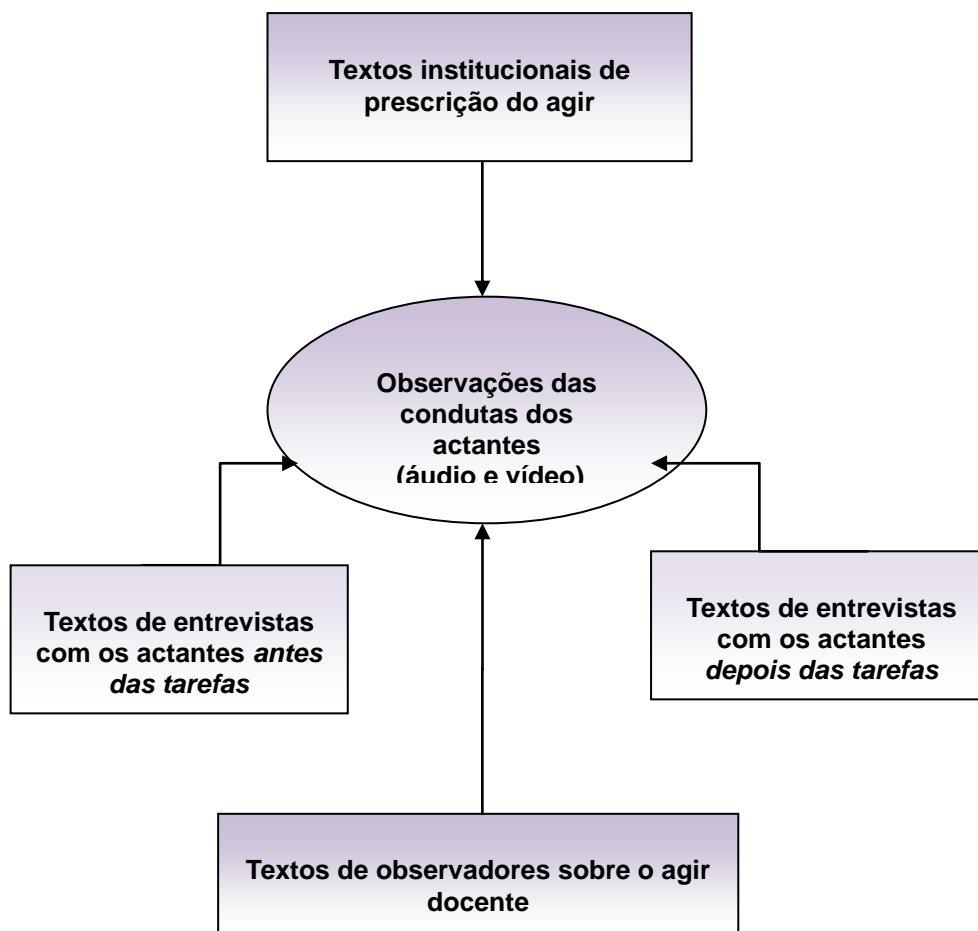 Textos institucionais de
prescrição do agir
Observações das
condutas dos
actantes
(áudio e vídeo)
Textos de entrevistas
com os actantes antes
das tarefas
Textos de entrevistas
com os actantes
depois das tarefas
Textos de observadores sobre o agir
docente